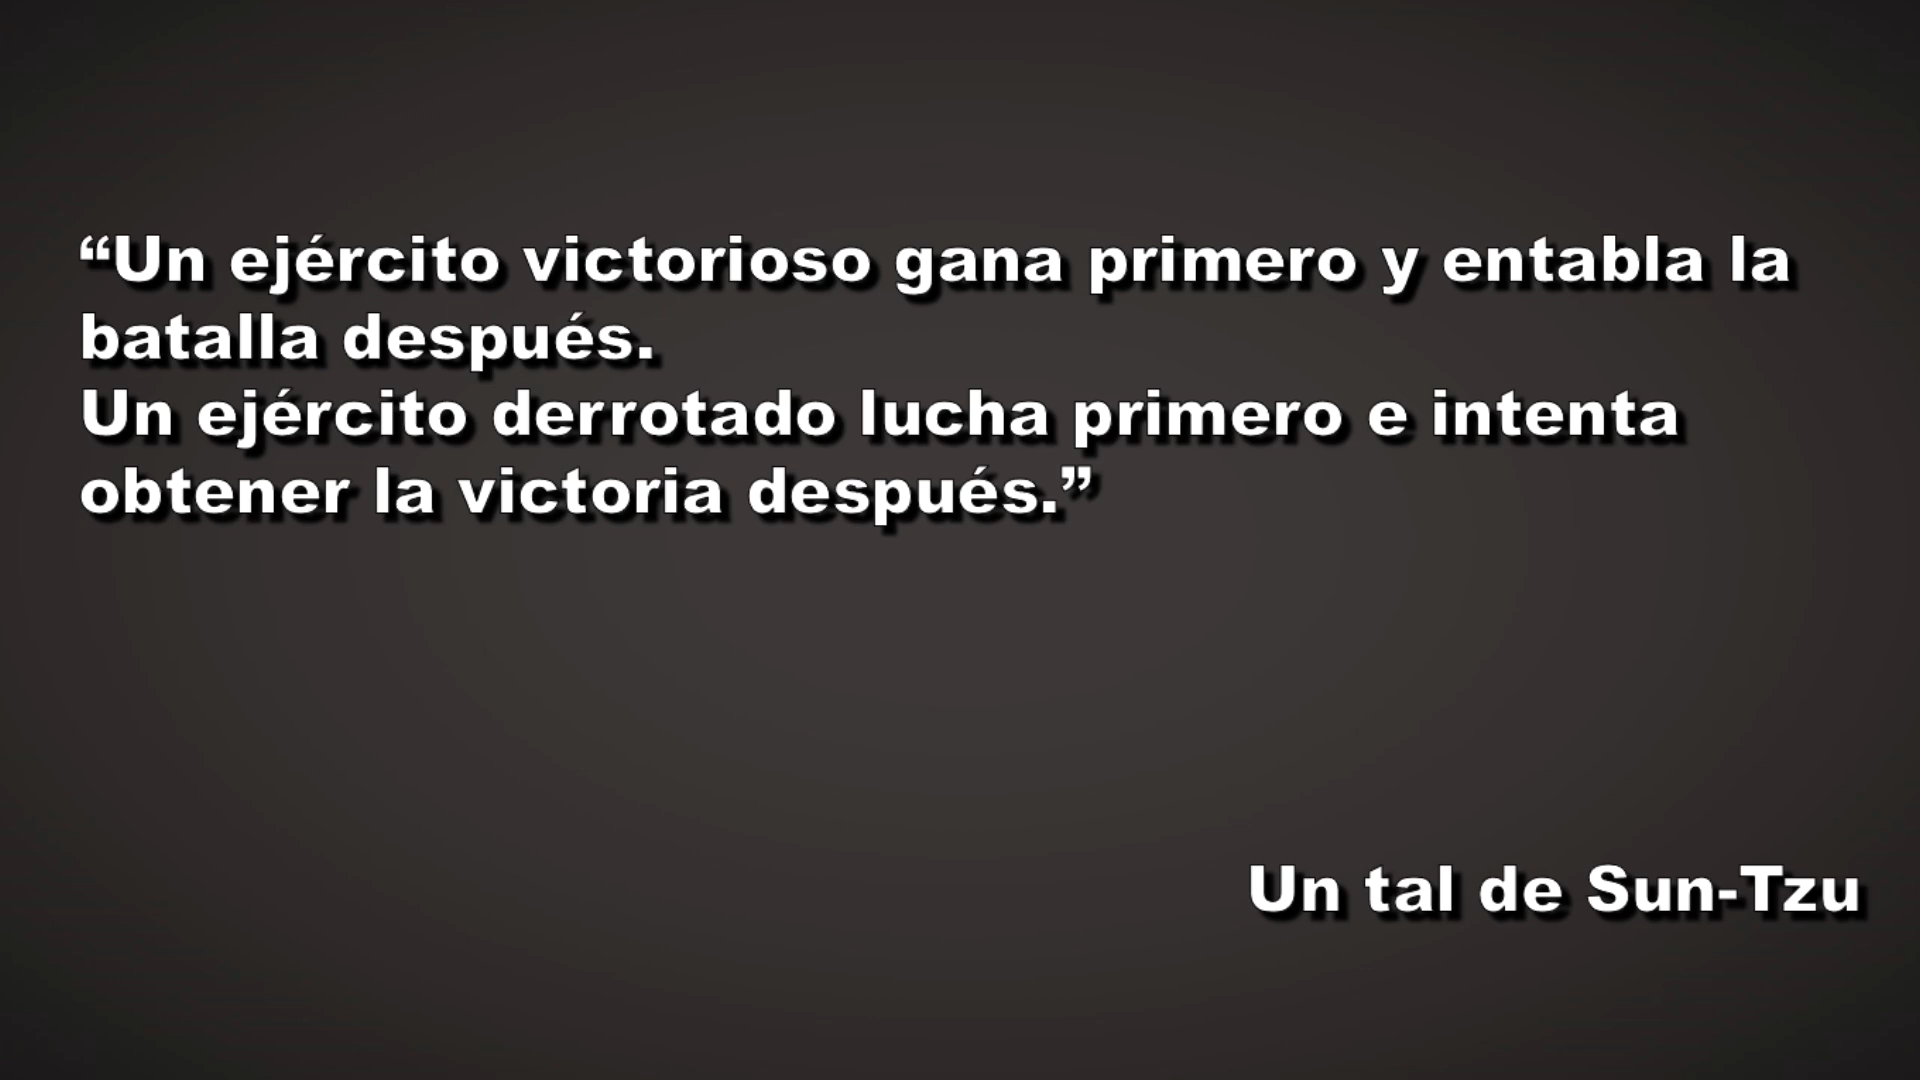 “Un ejército victorioso gana primero y entabla la
batalla después.
Un ejército derrotado lucha primero e intenta
obtener la victoria después.”
Un tal de Sun-Tzu